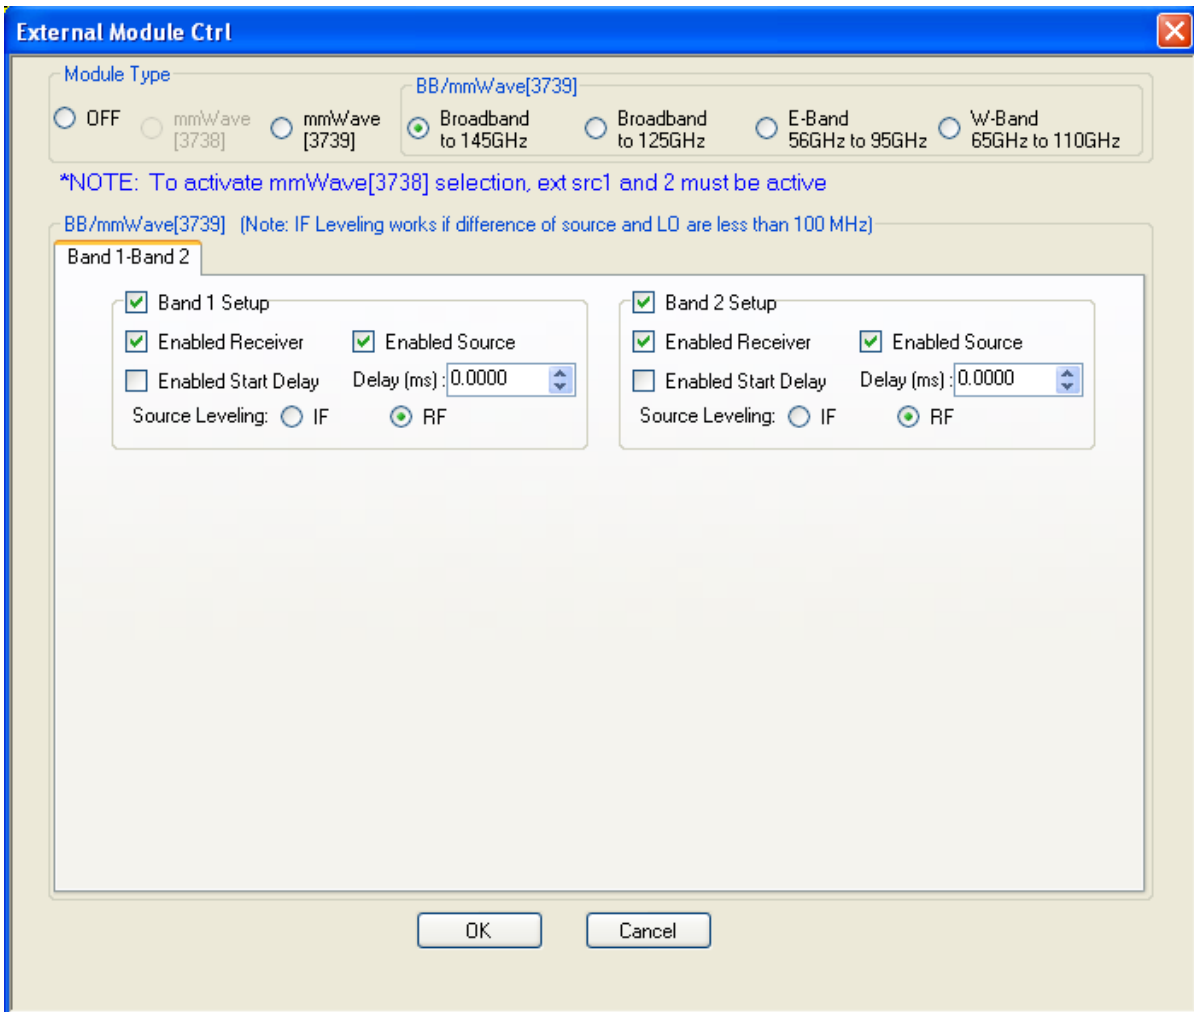 External Module Ctrl
Module Type
BB/mmWave[3739]
OFF
mmWave
[3738]
mmWave
[3739]
Broadband
to 145GHz
Broadband
to 125GHz
E-Band
56GHz to 95GHz
W-Band
65GHz to 110GHz
*NOTE: To activate mmWave[3738] selection, ext src1 and 2 must be active
BB/mmWave[3739] (Note: IF Leveling works if difference of source and LO are less than 100 MHz)
Band 1-Band 2
Band 1 Setup
Enabled Receiver Enabled Source
Enabled Start Delay Delay (ms) : 0.0000
Source Leveling: IF RF
Band 2 Setup
Enabled Receiver Enabled Source
Enabled Start Delay Delay (ms) : 0.0000
Source Leveling: IF RF
OK Cancel